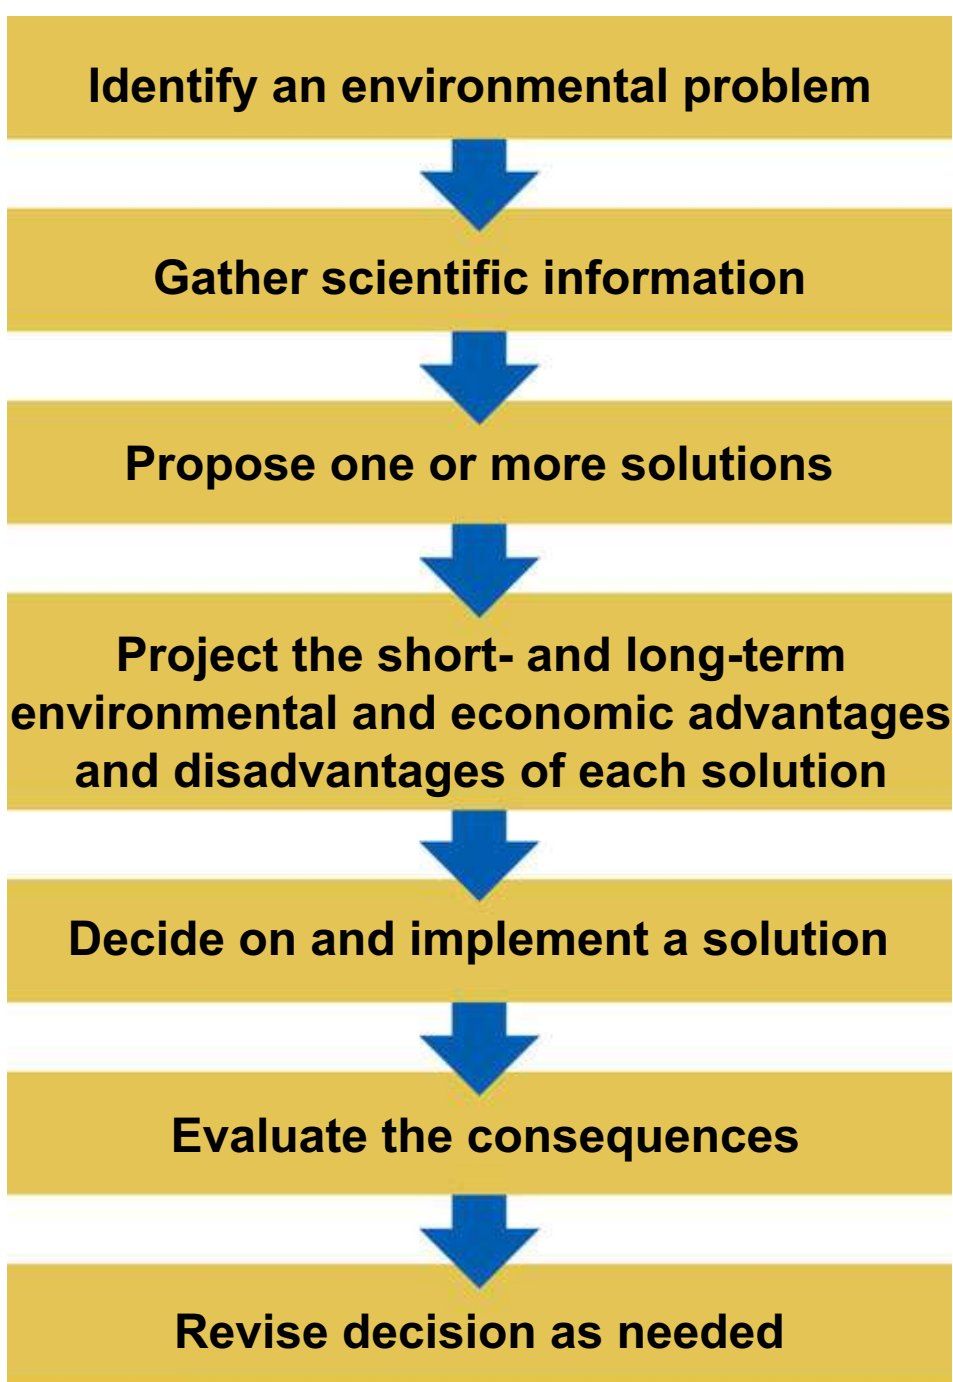 Identify an environmental problem
Gather scientific information
Propose one or more solutions
Project the short- and long-term
environmental and economic advantages
and disadvantages of each solution
Decide on and implement a solution
Evaluate the consequences
Revise decision as needed